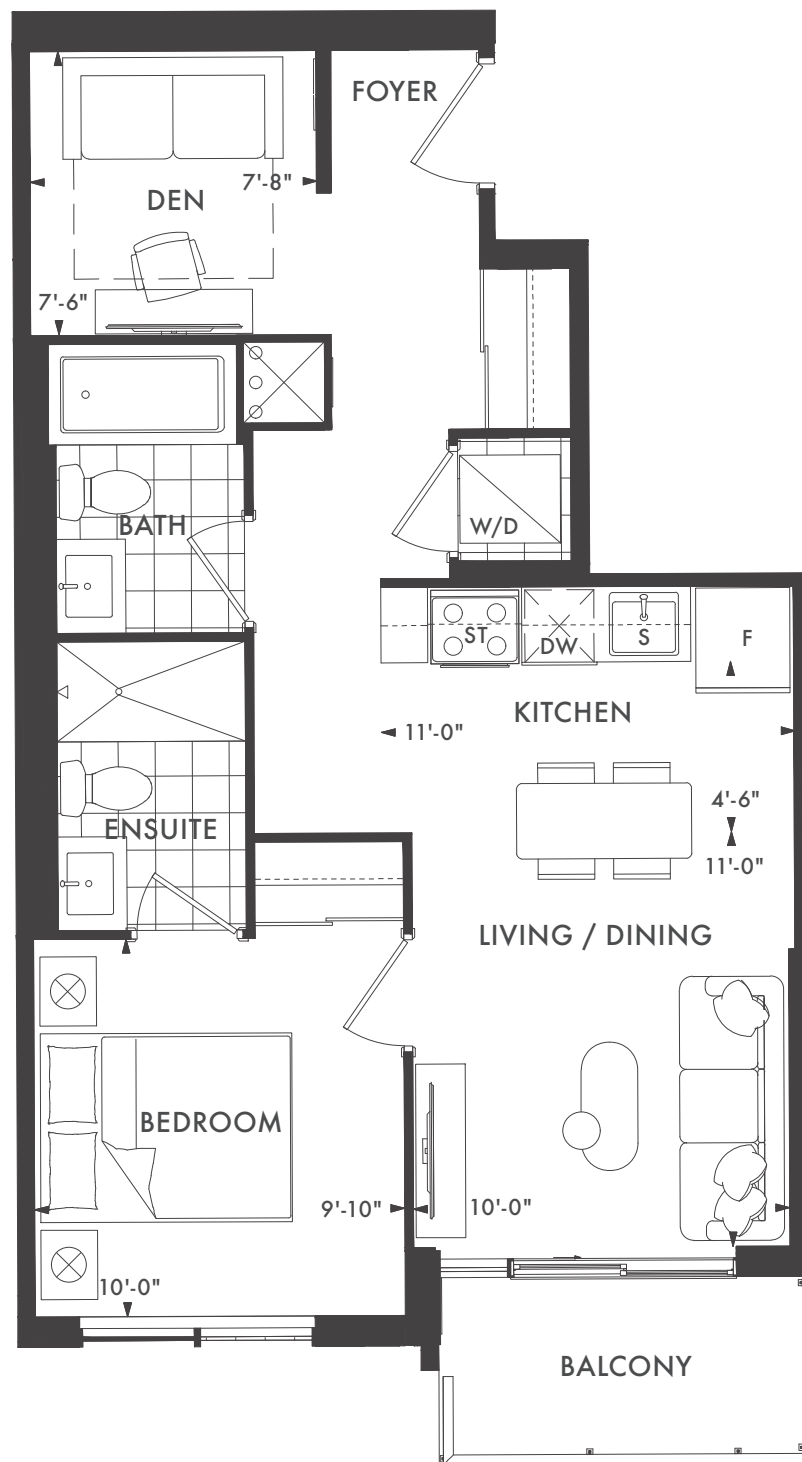 FOYER
7'-8"
DEN
7'-6"
BATH
W/D
ST
DW
S
F
KITCHEN
11'-0"
4'-6"
11'-0"
ENSUITE
LIVING / DINING
BEDROOM
9'-10"
10'-0"
10'-0"
BALCONY